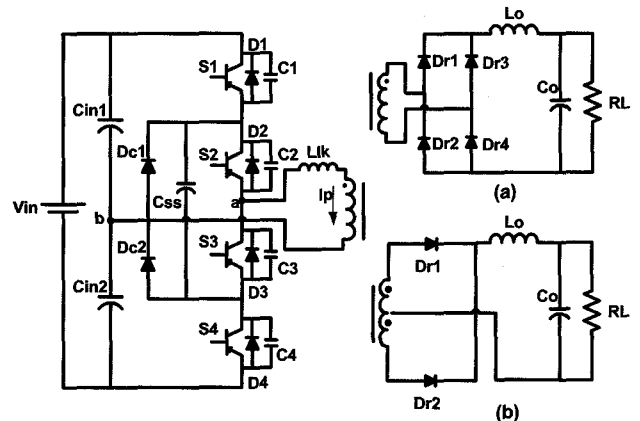 D1
S1
C1
Cin1
D2
Dc1
S2
C2
Llk
Css
a
Ip
Vin
b
Dc2
S3
C3
Cin2
D3
S4
C4
D4
Lo
Dr1
Dr3
Co
RL
Dr2
Dr4
(a)
Lo
Dr1
Co
RL
Dr2
(b)